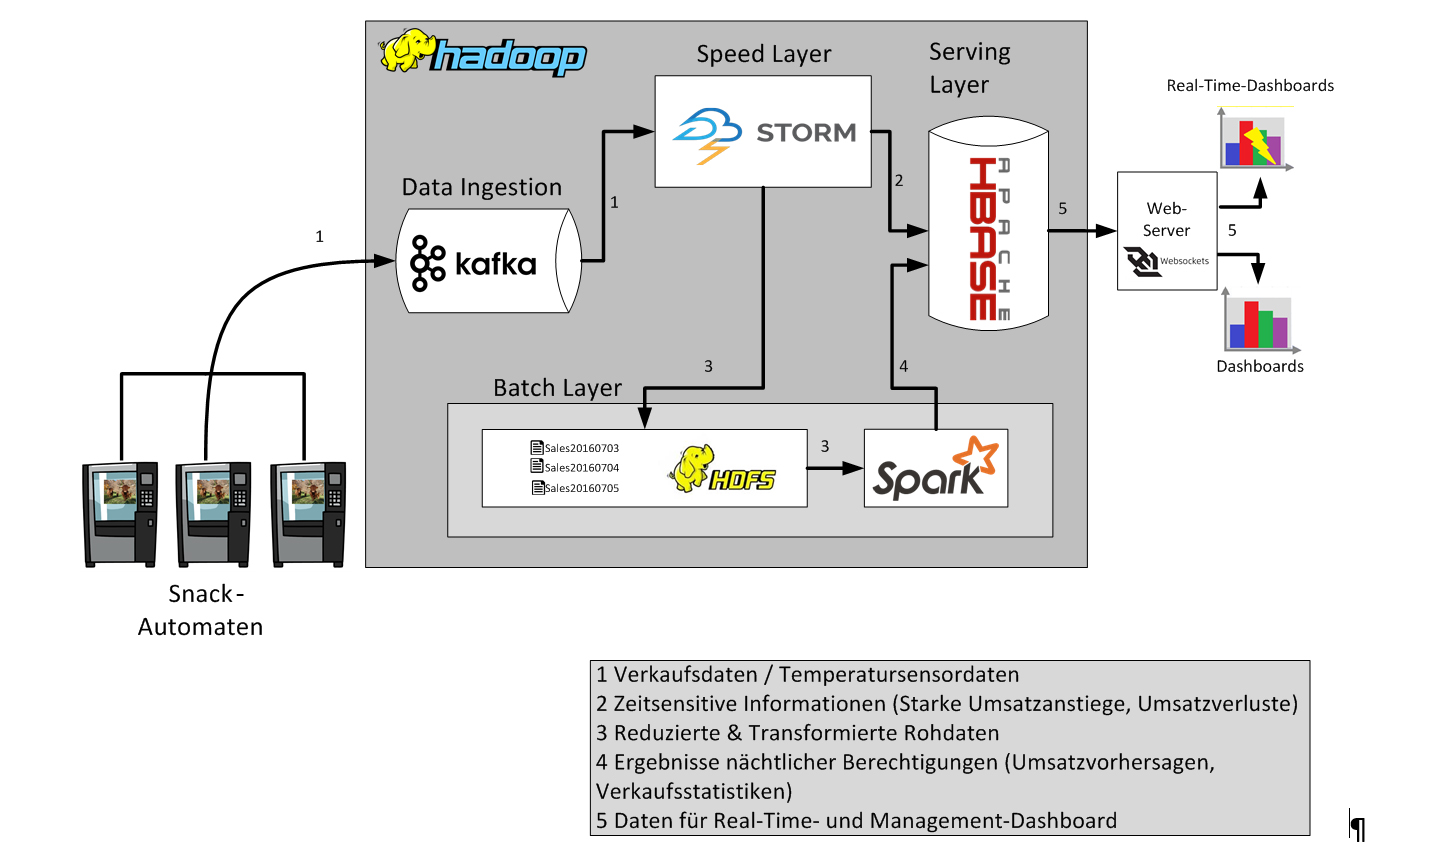 hadoop
Speed Layer
Serving
Layer
STORM
Real-Time-Dashboards
Data Ingestion
kafka
APACHE
HBASE
Web-
Server
Websockets
1
1
2
5
5
3
4
Dashboards
Batch Layer
Sales20160703
Sales20160704
Sales20160705
HDFS
3
Spark
Snack-
Automaten
1 Verkaufsdaten / Temperatursensordaten
2 Zeitsensitive Informationen (Starke Umsatzanstiege, Umsatzverluste)
3 Reduzierte & Transformierte Rohdaten
4 Ergebnisse nächtlicher Berechtigungen (Umsatzvorhersagen,
Verkaufsstatistiken)
5 Daten für Real-Time- und Management-Dashboard
¶